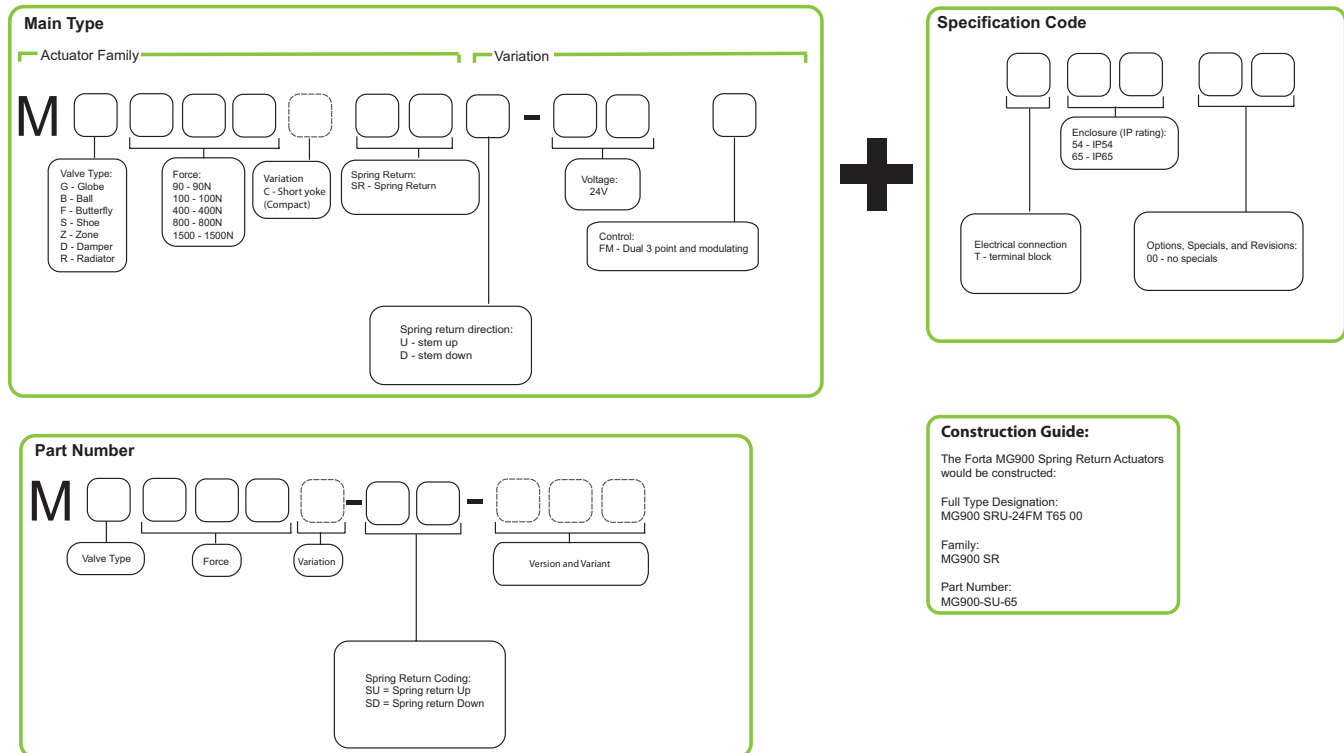 Main Type
Actuator Family
Variation
M
-
Valve Type:
G - Globe
B - Ball
F - Butterfly
S - Shoe
Z - Zone
D - Damper
R - Radiator
Force:
90 - 90N
100 - 100N
400 - 400N
800 - 800N
1500 - 1500N
Variation
C - Short yoke
(Compact)
Spring Return:
SR - Spring Return
Voltage:
24V
Control:
FM - Dual 3 point and modulating
Spring return direction:
U - stem up
D - stem down
+
Specification Code
Enclosure (IP rating):
54 - IP54
65 - IP65
Electrical connection
T - terminal block
Options, Specials, and Revisions:
00 - no specials
Part Number
M
-
-
Valve Type
Force
Variation
Version and Variant
Spring Return Coding:
SU = Spring return Up
SD = Spring return Down
Construction Guide:
The Forta MG900 Spring Return Actuators
would be constructed:
Full Type Designation:
MG900 SRU-24FM T65 00
Family:
MG900 SR
Part Number:
MG900-SU-65